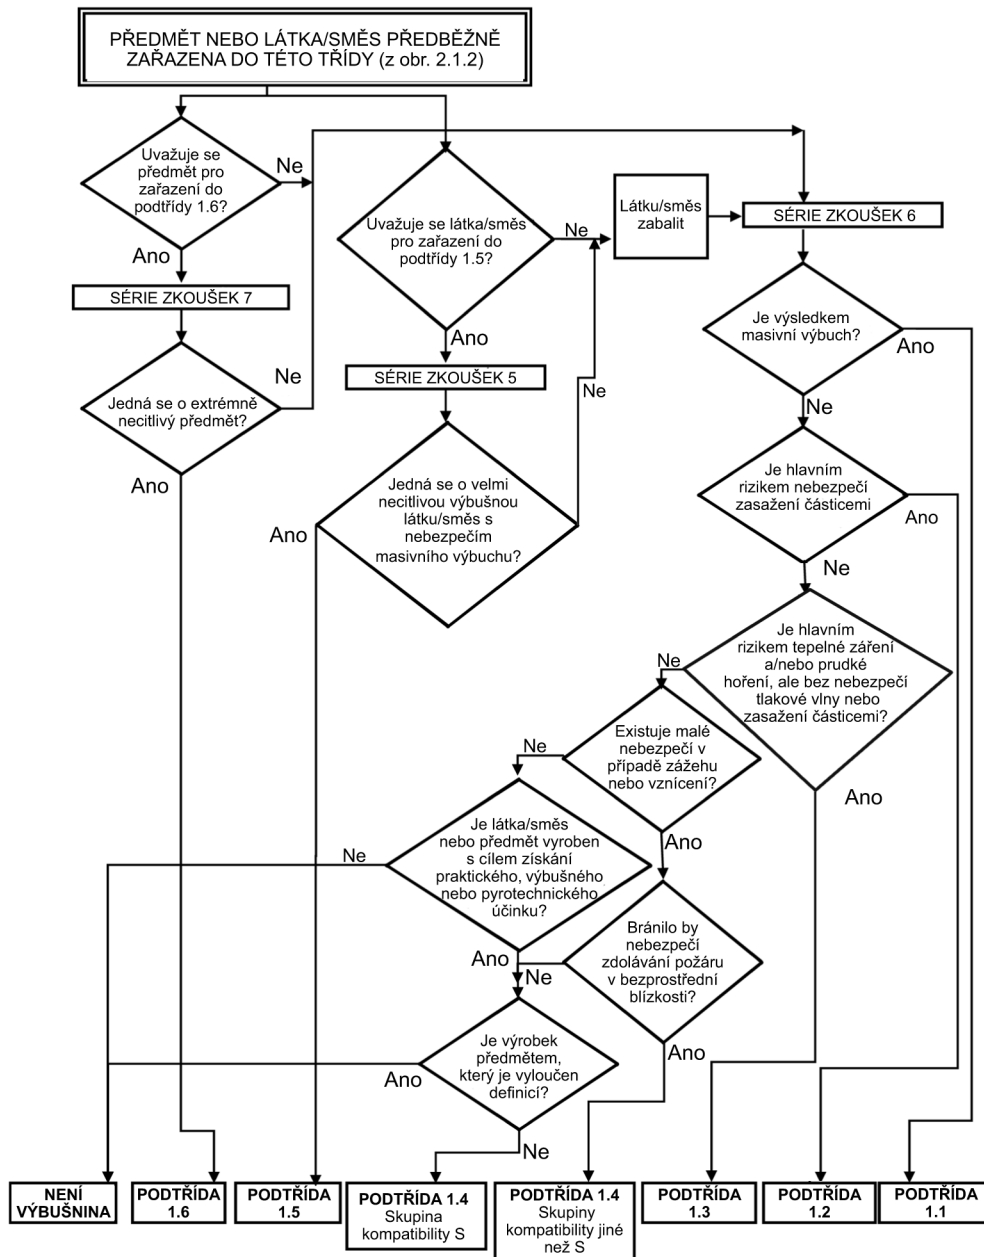 PŘEDMĚT NEBO LÁTKA/SMĚS PŘEDBĚŽNĚ
ZAŘAZENA DO TÉTO TŘÍDY (z obr. 2.1.2)
Uvažuje se
předmět pro
zařazení do
podtřídy 1.6?
Ne
Ano
SÉRIE ZKOUŠEK 7
Jedná se o extrémně
necitlivý předmět?
Ne
Ano
Uvažuje se látka/směs
pro zařazení do
podtřídy 1.5?
Ne
Ano
SÉRIE ZKOUŠEK 5
Ne
Jedná se o velmi
necitlivou výbušnou
látku/směs s
nebezpečím
masivního výbuchu?
Ano
Látku/směs
zabalit
SÉRIE ZKOUŠEK 6
Je výsledkem
masivní výbuch?
Ano
Ne
Je hlavním
rizikem nebezpečí
zasažení částicemi
Ano
Ne
Je hlavním
rizikem tepelné záření
a/nebo prudké
hoření, ale bez nebezpečí
tlakové vlny nebo
zasažení částicemi?
Ne
Ano
Existuje malé
nebezpečí v
případě zážehu
nebo vznícení?
Ne
Ano
Je látka/směs
nebo předmět vyroben
s cílem získání
praktického, výbušného
nebo pyrotechnického
účinku?
Ne
Ano
Bránilo by
nebezpečí
zdolávání požáru
v bezprostřední
blízkosti?
Ne
Ano
Je výrobek
předmětem,
který je vyloučen
definicí?
Ano
Ne
NENÍ
VÝBUŠNINA
PODTŘÍDA
1.6
PODTŘÍDA
1.5
PODTŘÍDA 1.4
Skupina
kompatibility S
PODTŘÍDA 1.4
Skupiny
kompatibility jiné
než S
PODTŘÍDA
1.3
PODTŘÍDA
1.2
PODTŘÍDA
1.1